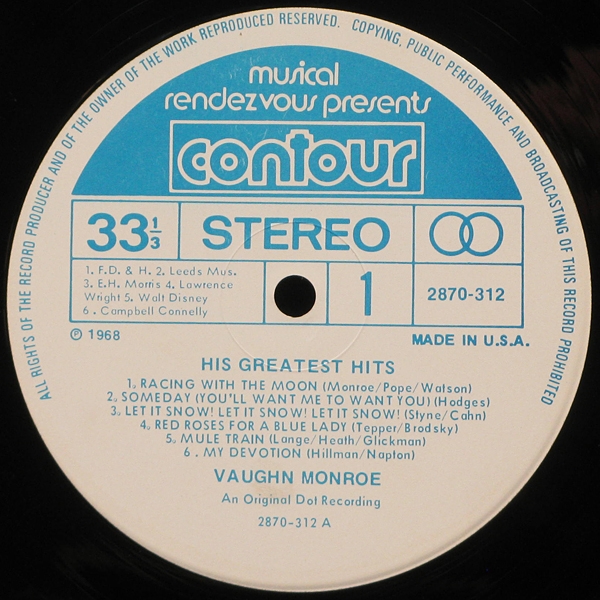 ALL RIGHTS OF THE RECORD PRODUCER AND OF THE OWNER OF THE WORK REPRODUCED RESERVED. COPYING, PUBLIC PERFORMANCE AND BROADCASTING OF THIS RECORD PROHIBITED
musical
rendezvous presents
contour
33 1/3 STEREO
1. F.D. & H. 2. Leeds Mus.
3. E.H. Morris 4. Lawrence
Wright 5. Walt Disney
6. Campbell Connelly
1
2870-312
℗ 1968
MADE IN U.S.A.
HIS GREATEST HITS
1. RACING WITH THE MOON (Monroe/Pope/Watson)
2. SOMEDAY (YOU'LL WANT ME TO WANT YOU) (Hodges)
3. LET IT SNOW! LET IT SNOW! LET IT SNOW! (Styne/Cahn)
4. RED ROSES FOR A BLUE LADY (Tepper/Brodsky)
5. MULE TRAIN (Lange/Heath/Glickman)
6. MY DEVOTION (Hillman/Napton)
VAUGHN MONROE
An Original Dot Recording
2870-312 A